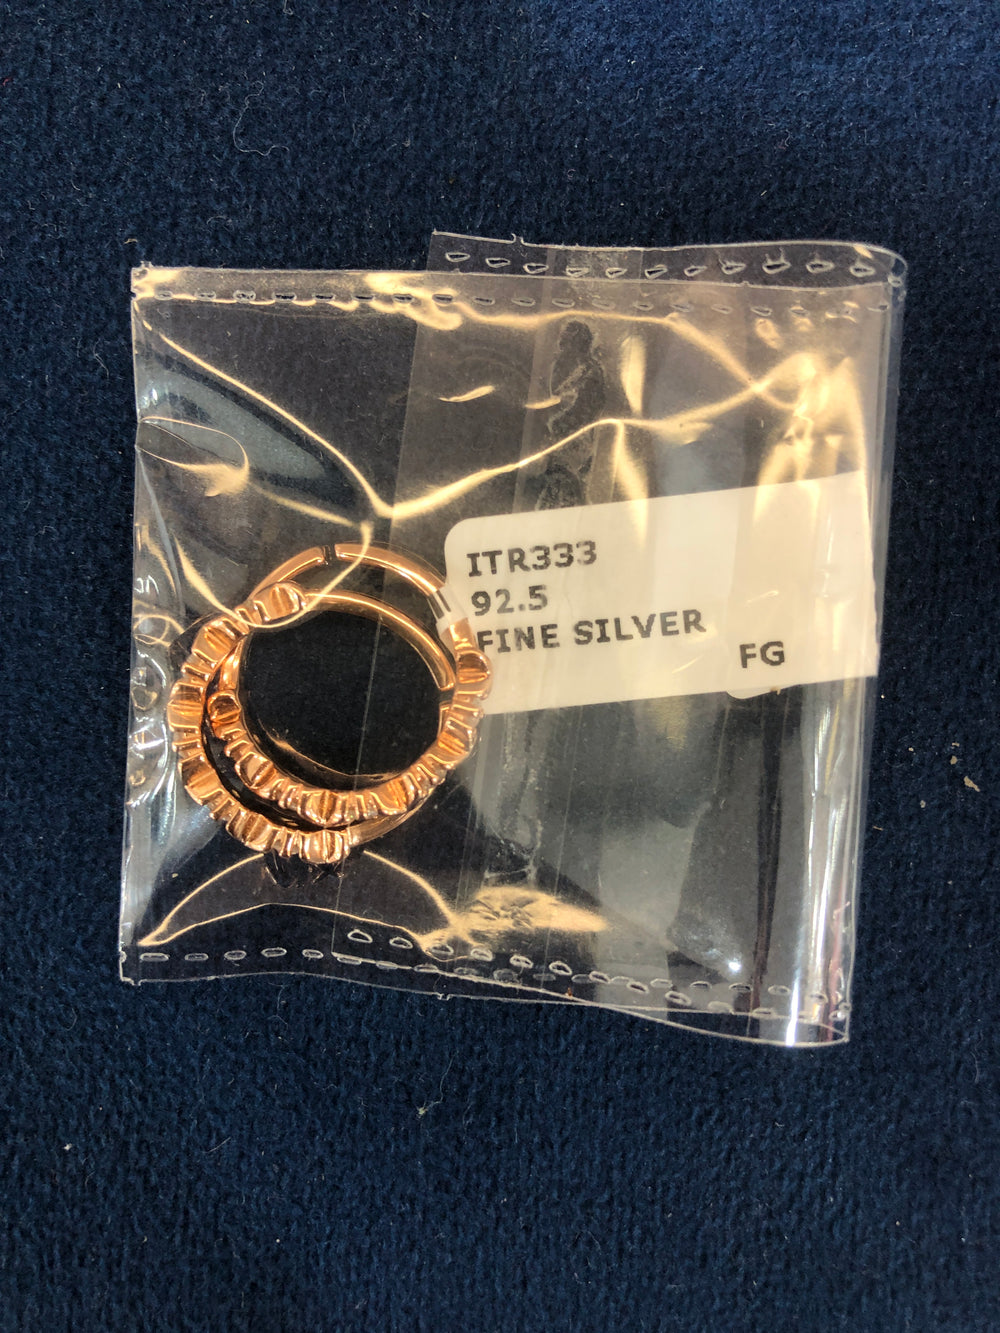 ITR333
92.5
FINE SILVER
FG